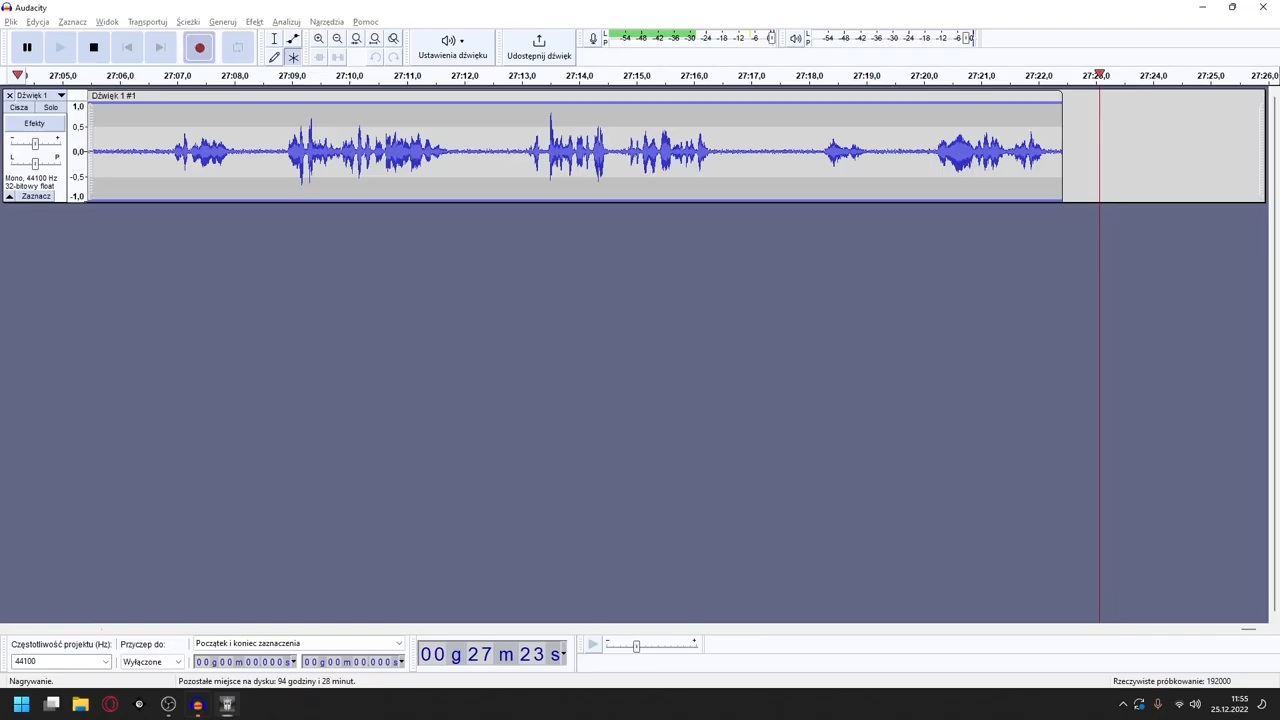 Audacity
Plik Edycja Zaznacz Widok Transportuj Ścieżki Generuj Efekt Analizuj Narzędzia Pomoc
L P -54 -48 -42 -36 -30 -24 -18 -12 -6 0
L P -54 -48 -42 -36 -30 -24 -18 -12 -6 0
Ustawienia dźwięku
Udostępnij dźwięk
27:05,0 27:06,0 27:07,0 27:08,0 27:09,0 27:10,0 27:11,0 27:12,0 27:13,0 27:14,0 27:15,0 27:16,0 27:17,0 27:18,0 27:19,0 27:20,0 27:21,0 27:22,0 27:23,0 27:24,0 27:25,0 27:26,0
Dźwięk 1
Dźwięk 1 #1
Cisza Solo
Efekty
- +
L P
Mono, 44100 Hz
32-bitowy float
Zaznacz
1,0
0,5
0,0
-0,5
-1,0
Częstotliwość projektu (Hz):
44100
Przyczep do:
Wyłączone
Początek i koniec zaznaczenia
00 g 00 m 00 000 s
00 g 00 m 00 000 s
00 g 27 m 23 s
- +
Nagrywanie.
Pozostałe miejsce na dysku: 94 godziny i 28 minut.
Rzeczywiste próbkowanie: 192000
11:55
25.12.2022